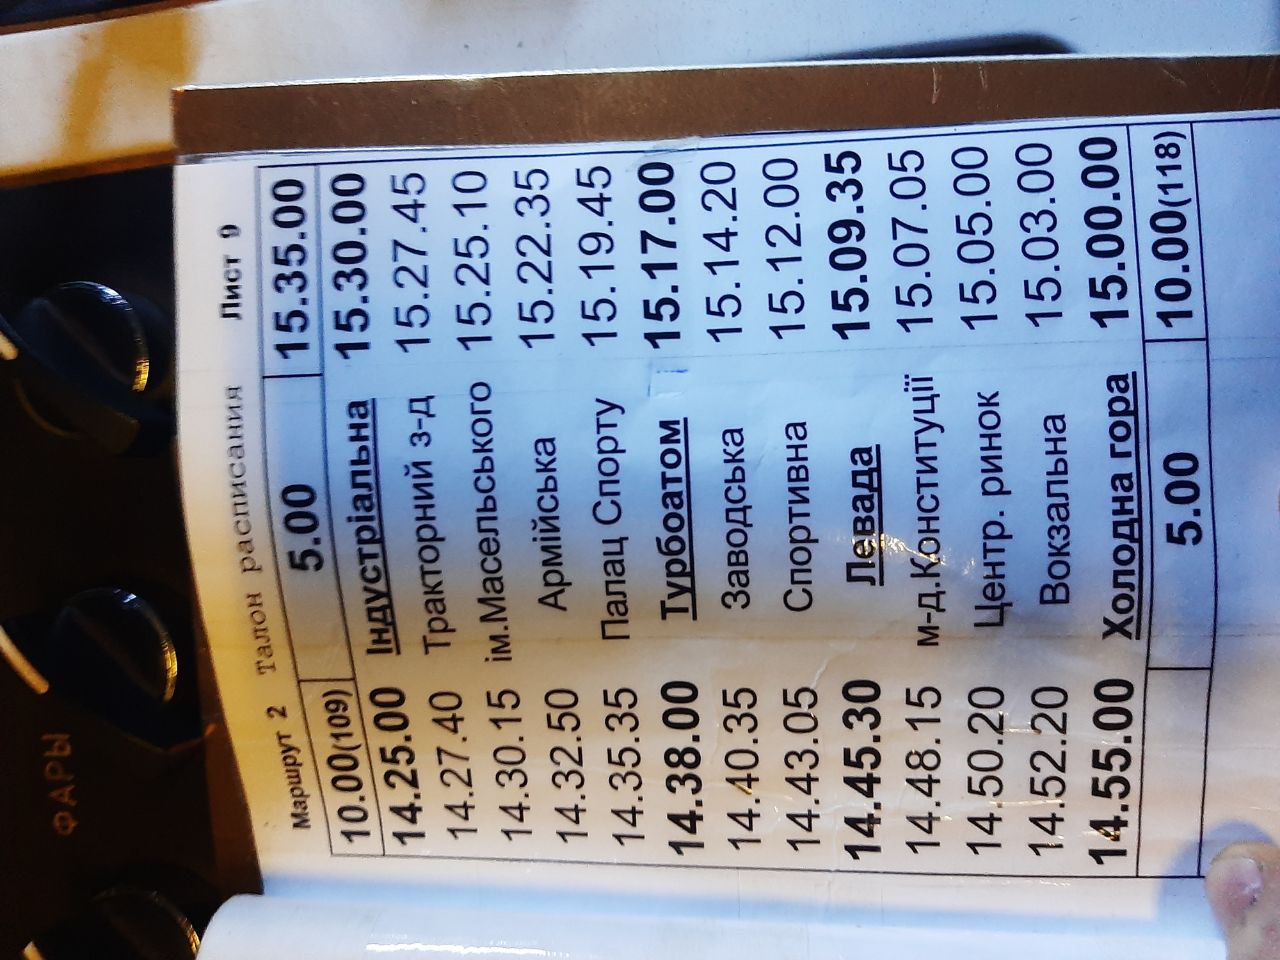 ФАРЫ
Маршрут 2 Талон расписания Лист 9
10.00(109) 5.00 15.35.00
14.25.00 Індустріальна 15.30.00
14.27.40 Тракторний з-д 15.27.45
14.30.15 ім.Масельського 15.25.10
14.32.50 Армійська 15.22.35
14.35.35 Палац Спорту 15.19.45
14.38.00 Турбоатом 15.17.00
14.40.35 Заводська 15.14.20
14.43.05 Спортивна 15.12.00
14.45.30 Левада 15.09.35
14.48.15 м-д.Конституції 15.07.05
14.50.20 Центр. ринок 15.05.00
14.52.20 Вокзальна 15.03.00
14.55.00 Холодна гора 15.00.00
5.00 10.00(118)